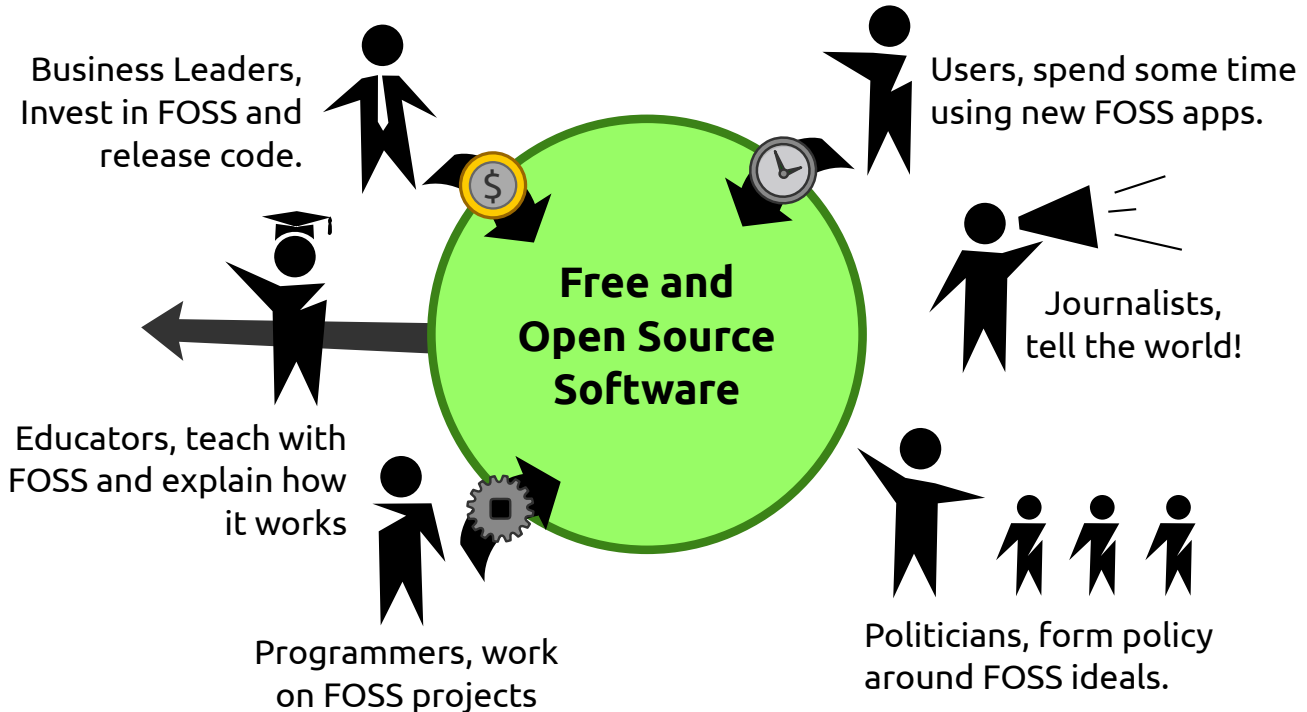 Business Leaders,
Invest in FOSS and
release code.
$
Users, spend some time
using new FOSS apps.
Free and
Open Source
Software
Journalists,
tell the world!
Educators, teach with
FOSS and explain how
it works
Programmers, work
on FOSS projects
Politicians, form policy
around FOSS ideals.